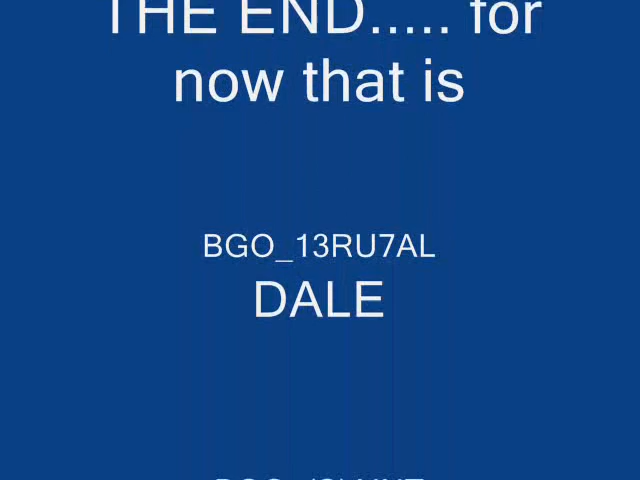 THE END..... for
now that is
BGO_13RU7AL
DALE